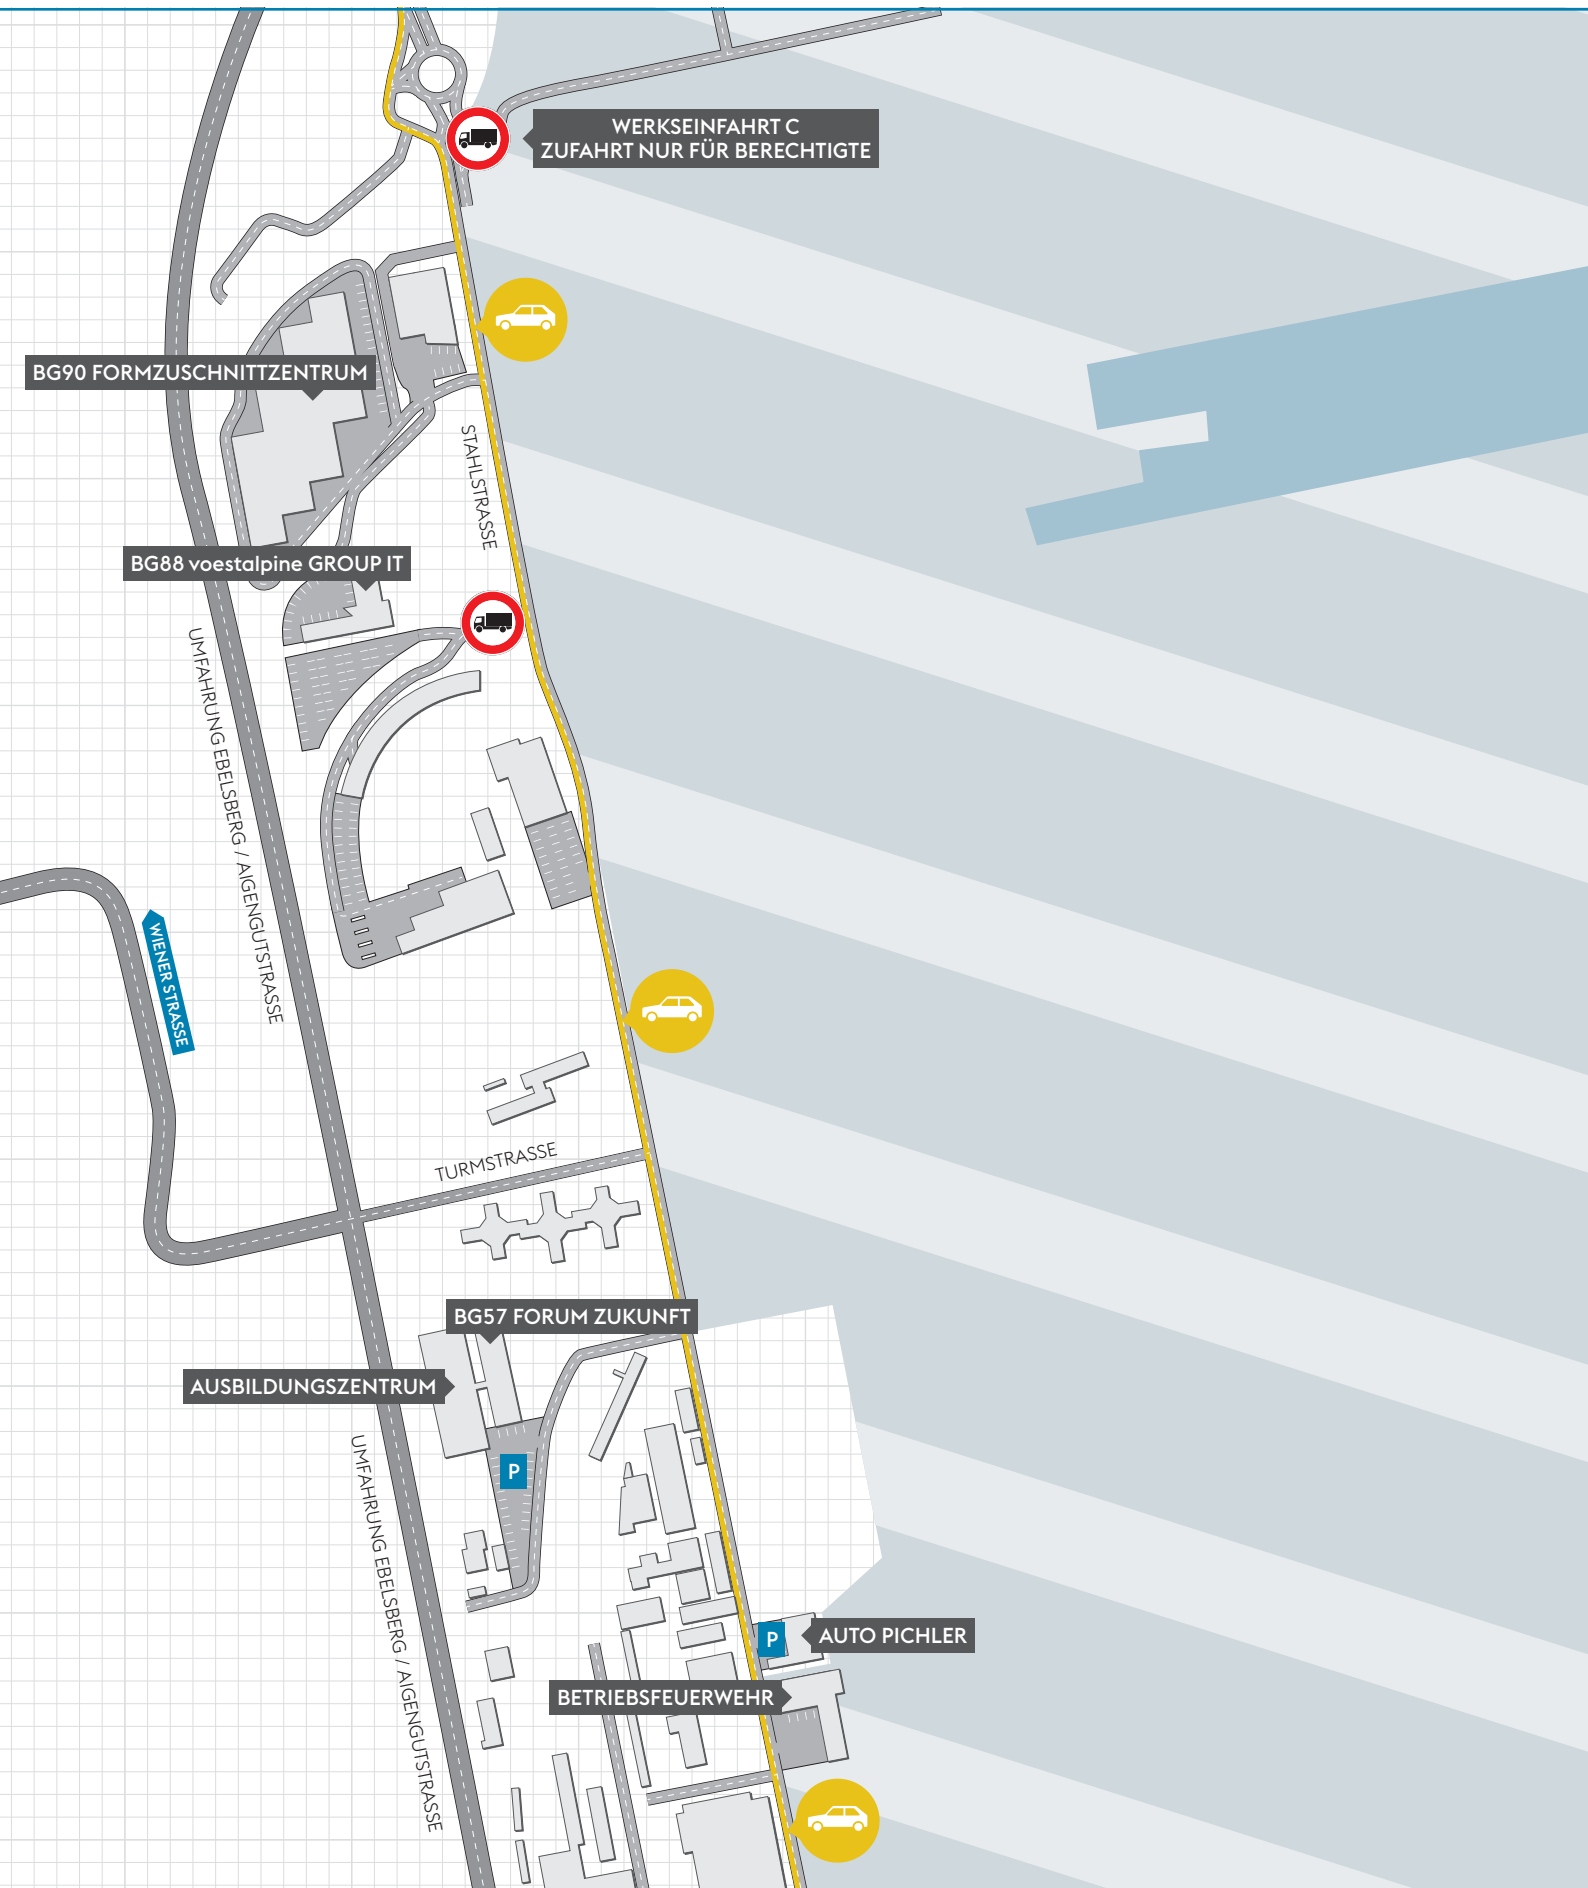 WERKSEINFAHRT C
ZUFAHRT NUR FÜR BERECHTIGTE
BG90 FORMZUSCHNITTZENTRUM
STAHLSTRASSE
BG88 voestalpine GROUP IT
UMFAHRUNG EBELSBERG / AIGENGUTSTRASSE
WIENER STRASSE
TURMSTRASSE
BG57 FORUM ZUKUNFT
AUSBILDUNGSZENTRUM
UMFAHRUNG EBELSBERG / AIGENGUTSTRASSE
P
P
AUTO PICHLER
BETRIEBSFEUERWEHR